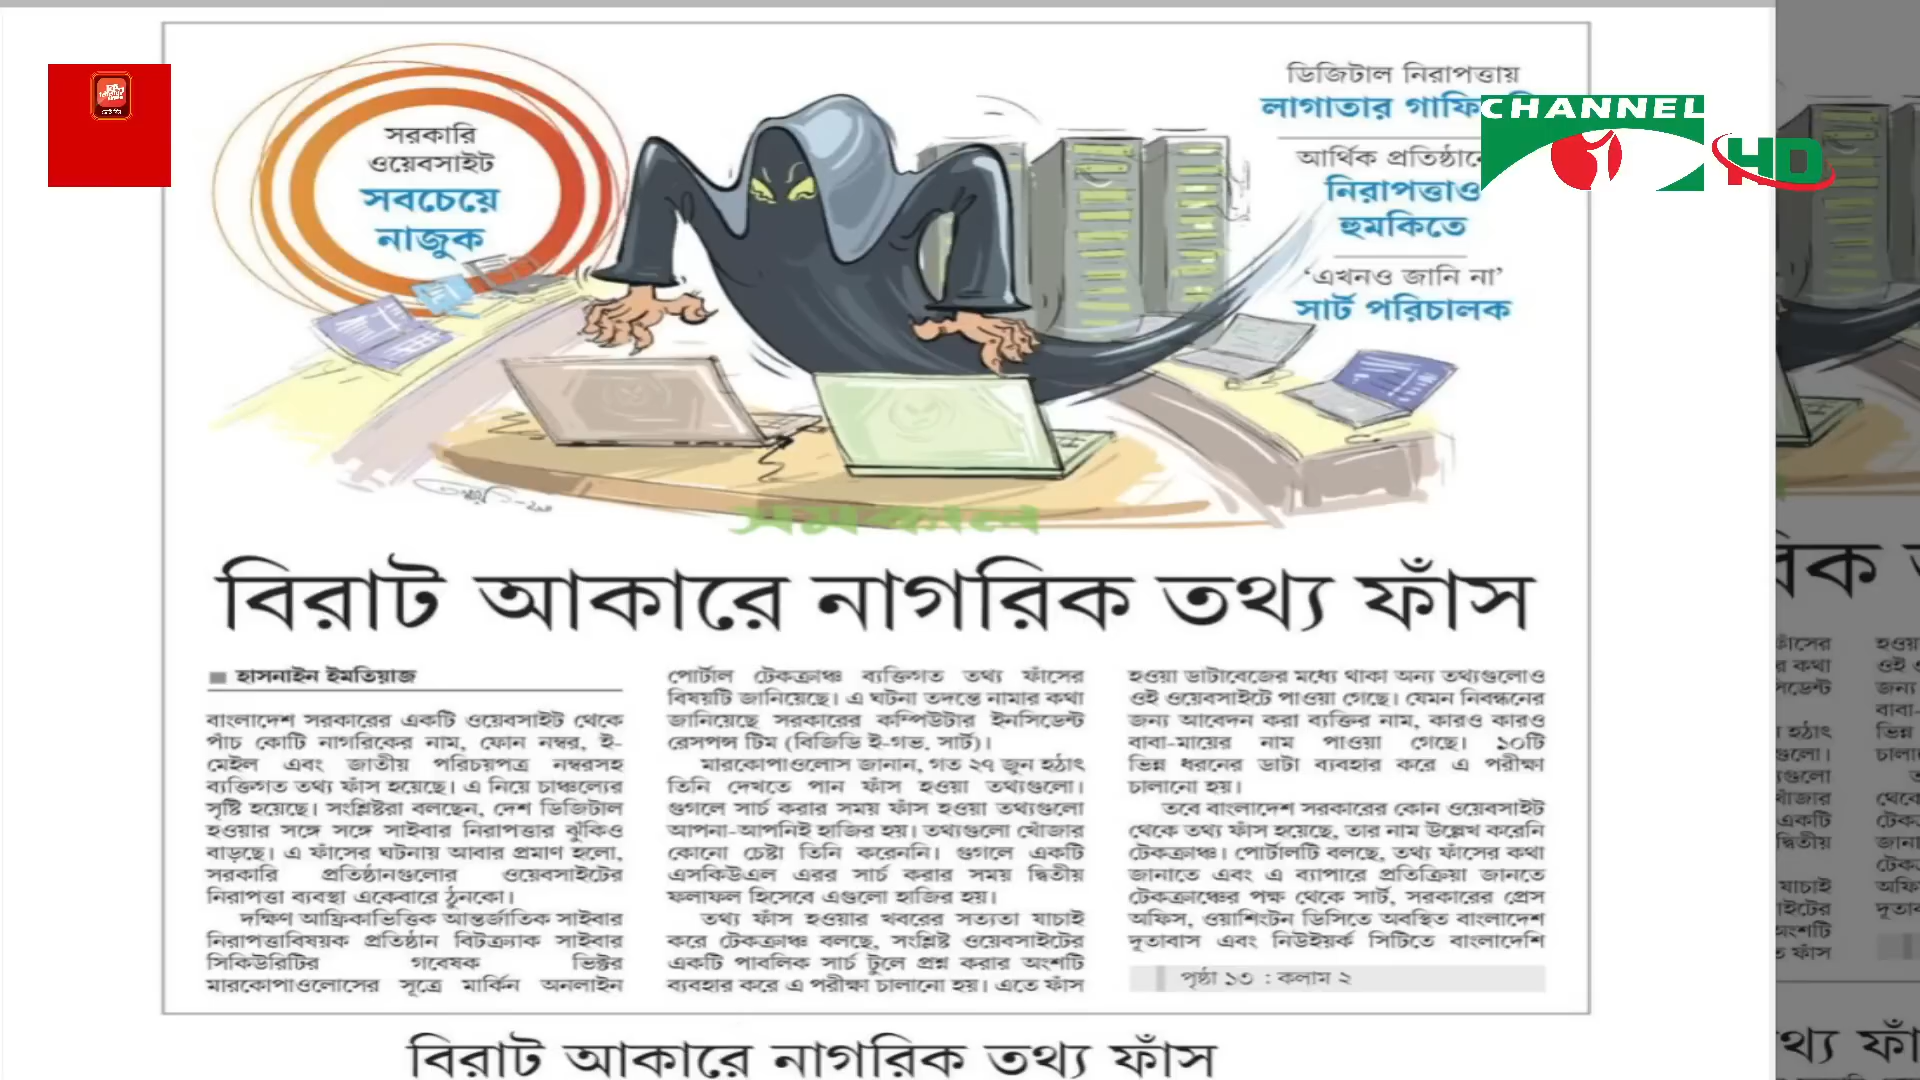 সরকারি
ওয়েবসাইট
সবচেয়ে
নাজুক
ডিজিটাল নিরাপত্তায়
লাগাতার
আর্থিক
নিরাপত্তাও
হুমকিতে
‘এখনও জানি না’
সার্ট পরিচালক
CHANNEL
HD
সমকাল
বিরাট আকারে নাগরিক তথ্য ফাঁস
হাসনাইন ইমতিয়াজ
বাংলাদেশ সরকারের একটি ওয়েবসাইট থেকে
পাঁচ কোটি নাগরিকের নাম, ফোন নম্বর, ই-
মেইল এবং জাতীয় পরিচয়পত্র নম্বরসহ
ব্যক্তিগত তথ্য ফাঁস হয়েছে। এ নিয়ে চাঞ্চল্যের
সৃষ্টি হয়েছে। সংশ্লিষ্টরা বলছেন, দেশ ডিজিটাল
হওয়ার সঙ্গে সঙ্গে সাইবার নিরাপত্তার ঝুঁকিও
বাড়ছে। এ ফাঁসের ঘটনায় আবার প্রমাণ হলো,
সরকারি প্রতিষ্ঠানগুলোর ওয়েবসাইটের
নিরাপত্তা ব্যবস্থা একেবারে ঠুনকো।
দক্ষিণ আফ্রিকাভিত্তিক আন্তর্জাতিক সাইবার
নিরাপত্তাবিষয়ক প্রতিষ্ঠান বিটক্র্যাক সাইবার
সিকিউরিটির গবেষক ভিক্টর
মারকোপাওলোসের সূত্রে মার্কিন অনলাইন
পোর্টাল টেকক্রাঞ্চ ব্যক্তিগত তথ্য ফাঁসের
বিষয়টি জানিয়েছে। এ ঘটনা তদন্তে নামার কথা
জানিয়েছে সরকারের কম্পিউটার ইনসিডেন্ট
রেসপন্স টিম (বিজিডি ই-গভ. সার্ট)।
মারকোপাওলোস জানান, গত ২৭ জুন হঠাৎ
তিনি দেখতে পান ফাঁস হওয়া তথ্যগুলো।
গুগলে সার্চ করার সময় ফাঁস হওয়া তথ্যগুলো
আপনা-আপনিই হাজির হয়। তথ্যগুলো খোঁজার
কোনো চেষ্টা তিনি করেননি। গুগলে একটি
এসকিউএল এরর সার্চ করার সময় দ্বিতীয়
ফলাফল হিসেবে এগুলো হাজির হয়।
তথ্য ফাঁস হওয়ার খবরের সত্যতা যাচাই
করে টেকক্রাঞ্চ বলছে, সংশ্লিষ্ট ওয়েবসাইটের
একটি পাবলিক সার্চ টুলে প্রশ্ন করার অংশটি
ব্যবহার করে এ পরীক্ষা চালানো হয়। এতে ফাঁস
হওয়া ডাটাবেজের মধ্যে থাকা অন্য তথ্যগুলোও
ওই ওয়েবসাইটে পাওয়া গেছে। যেমন নিবন্ধনের
জন্য আবেদন করা ব্যক্তির নাম, কারও কারও
বাবা-মায়ের নাম পাওয়া গেছে। ১০টি
ভিন্ন ধরনের ডাটা ব্যবহার করে এ পরীক্ষা
চালানো হয়।
তবে বাংলাদেশ সরকারের কোন ওয়েবসাইট
থেকে তথ্য ফাঁস হয়েছে, তার নাম উল্লেখ করেনি
টেকক্রাঞ্চ। পোর্টালটি বলছে, তথ্য ফাঁসের কথা
জানাতে এবং এ ব্যাপারে প্রতিক্রিয়া জানতে
টেকক্রাঞ্চের পক্ষ থেকে সার্ট, সরকারের প্রেস
অফিস, ওয়াশিংটন ডিসিতে অবস্থিত বাংলাদেশ
দূতাবাস এবং নিউইয়র্ক সিটিতে বাংলাদেশি
পৃষ্ঠা ১৩ : কলাম ২
বিরাট আকারে নাগরিক তথ্য ফাঁস